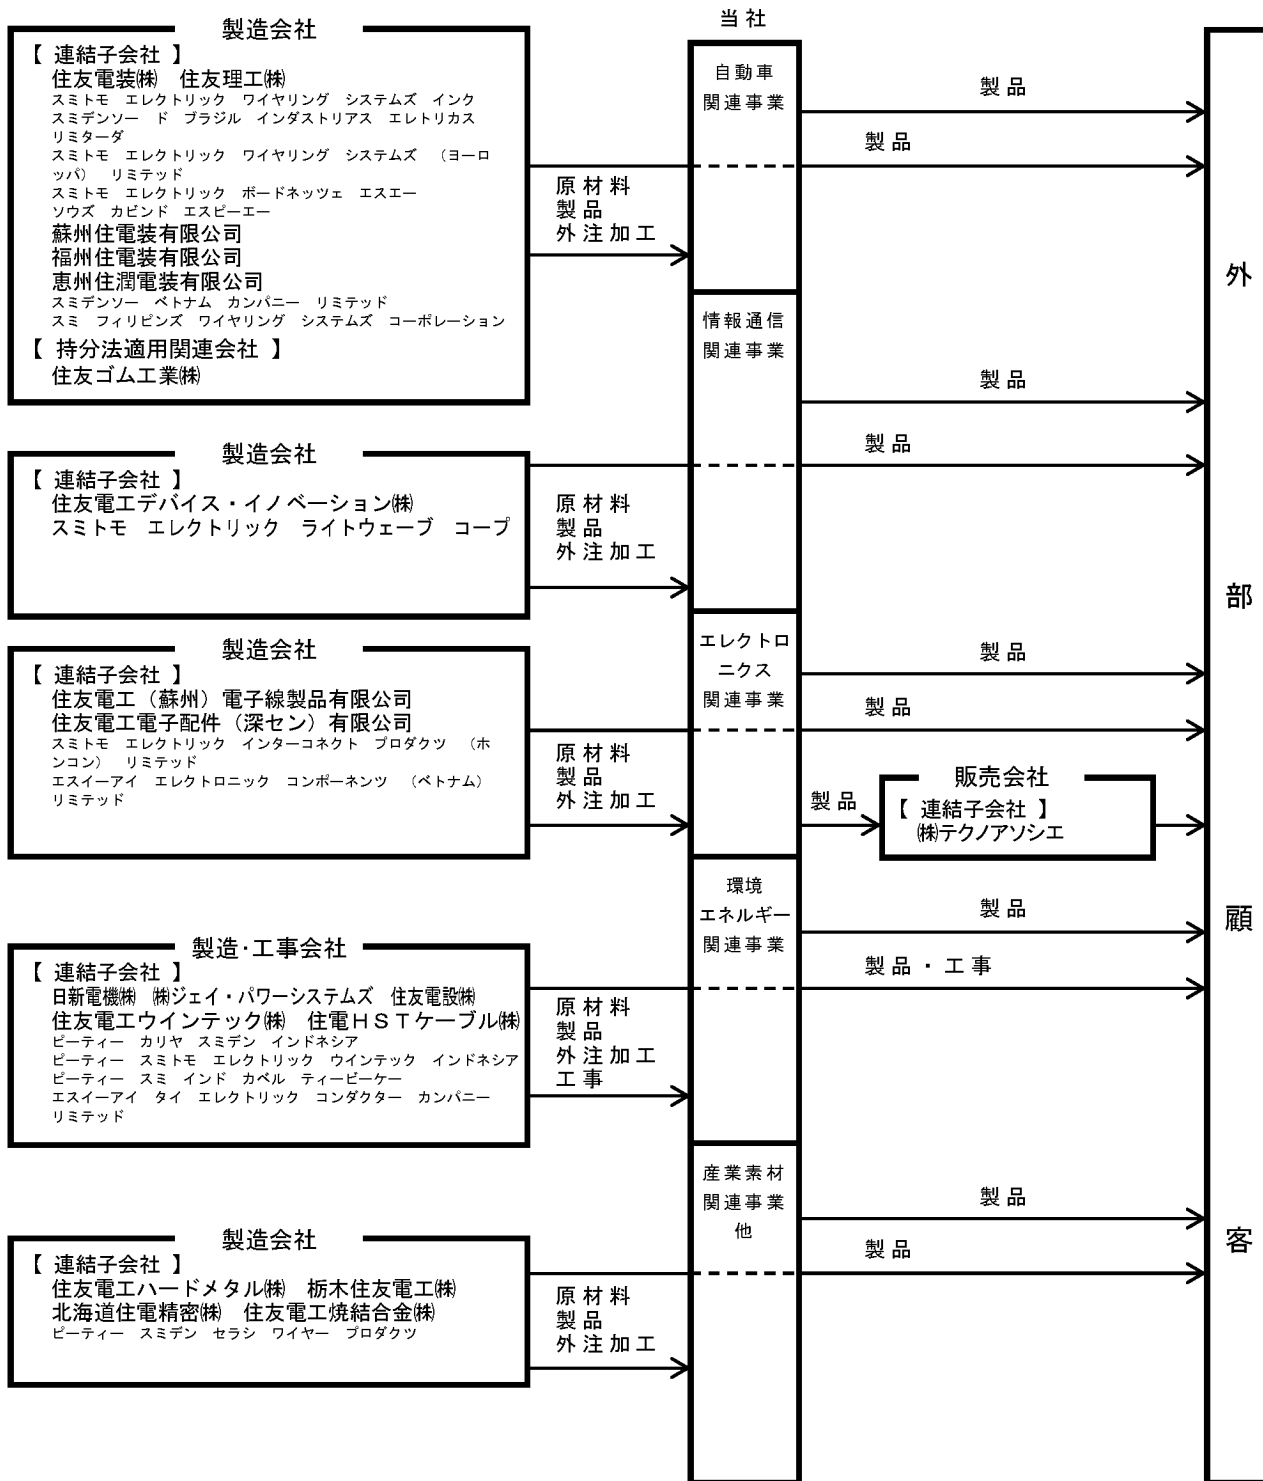 当社
製造会社
【 連結子会社 】
住友電装㈱　住友理工㈱
スミトモ　エレクトリック　ワイヤリング　システムズ　インク
スミデンソー　ド　ブラジル　インダストリアス　エレトリカス
リミターダ
スミトモ　エレクトリック　ワイヤリング　システムズ　（ヨーロ
ッパ）　リミテッド
スミトモ　エレクトリック　ボードネッツェ　エスエー
ソウズ　カビンド　エスピーエー
蘇州住電装有限公司
福州住電装有限公司
恵州住潤電装有限公司
スミデンソー　ベトナム　カンパニー　リミテッド
スミ　フィリピンズ　ワイヤリング　システムズ　コーポレーション
【 持分法適用関連会社 】
住友ゴム工業㈱
原材料
製品
外注加工
自動車
関連事業
製品
製品
製造会社
【 連結子会社 】
住友電工デバイス・イノベーション㈱
スミトモ　エレクトリック　ライトウェーブ　コープ
原材料
製品
外注加工
情報通信
関連事業
製品
製品
製造会社
【 連結子会社 】
住友電工（蘇州）電子線製品有限公司
住友電工電子配件（深セン）有限公司
スミトモ　エレクトリック　インターコネクト　プロダクツ　（ホ
ンコン）　リミテッド
エスイーアイ　エレクトロニック　コンポーネンツ　（ベトナム）
リミテッド
原材料
製品
外注加工
エレクトロ
ニクス
関連事業
製品
製品
製品
販売会社
【 連結子会社 】
㈱テクノアソシエ
製造・工事会社
【 連結子会社 】
日新電機㈱　㈱ジェイ・パワーシステムズ　住友電設㈱
住友電工ウインテック㈱　住電ＨＳＴケーブル㈱
ピーティー　カリヤ　スミデン　インドネシア
ピーティー　スミトモ　エレクトリック　ウインテック　インドネシア
ピーティー　スミ　インド　カベル　ティービーケー
エスイーアイ　タイ　エレクトリック　コンダクター　カンパニー
リミテッド
原材料
製品
外注加工
工事
環境
エネルギー
関連事業
製品
製品・工事
製造会社
【 連結子会社 】
住友電工ハードメタル㈱　栃木住友電工㈱
北海道住電精密㈱　住友電工焼結合金㈱
ピーティー　スミデン　セラシ　ワイヤー　プロダクツ
原材料
製品
外注加工
産業素材
関連事業
他
製品
製品
外部顧客